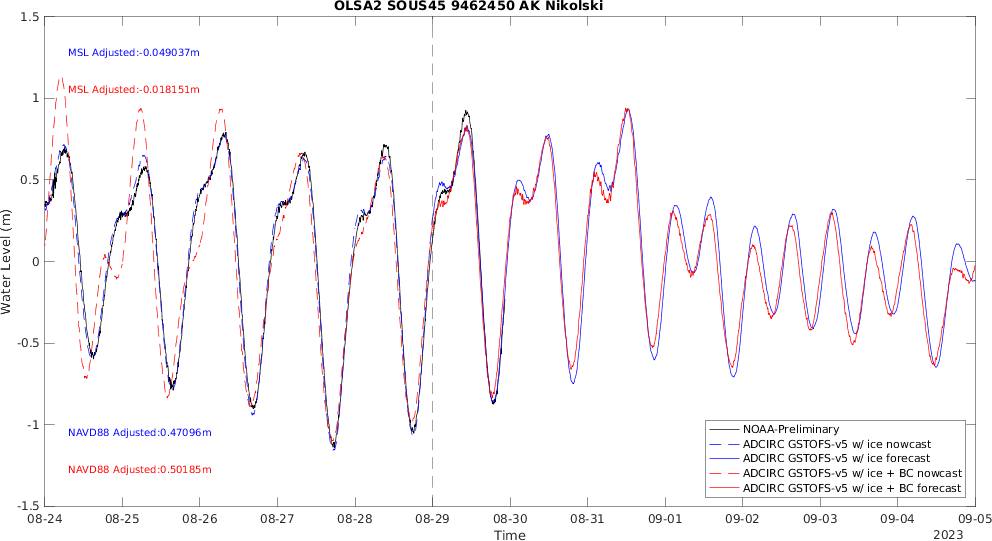 OLSA2 SOUS45 9462450 AK Nikolski
1.5
1
0.5
0
-0.5
-1
-1.5
Water Level (m)
MSL Adjusted:-0.049037m
MSL Adjusted:-0.018151m
NAVD88 Adjusted:0.47096m
NAVD88 Adjusted:0.50185m
NOAA-Preliminary
ADCIRC GSTOFS-v5 w/ ice nowcast
ADCIRC GSTOFS-v5 w/ ice forecast
ADCIRC GSTOFS-v5 w/ ice + BC nowcast
ADCIRC GSTOFS-v5 w/ ice + BC forecast
08-24 08-25 08-26 08-27 08-28 08-29 08-30 08-31 09-01 09-02 09-03 09-04 09-05
Time
2023